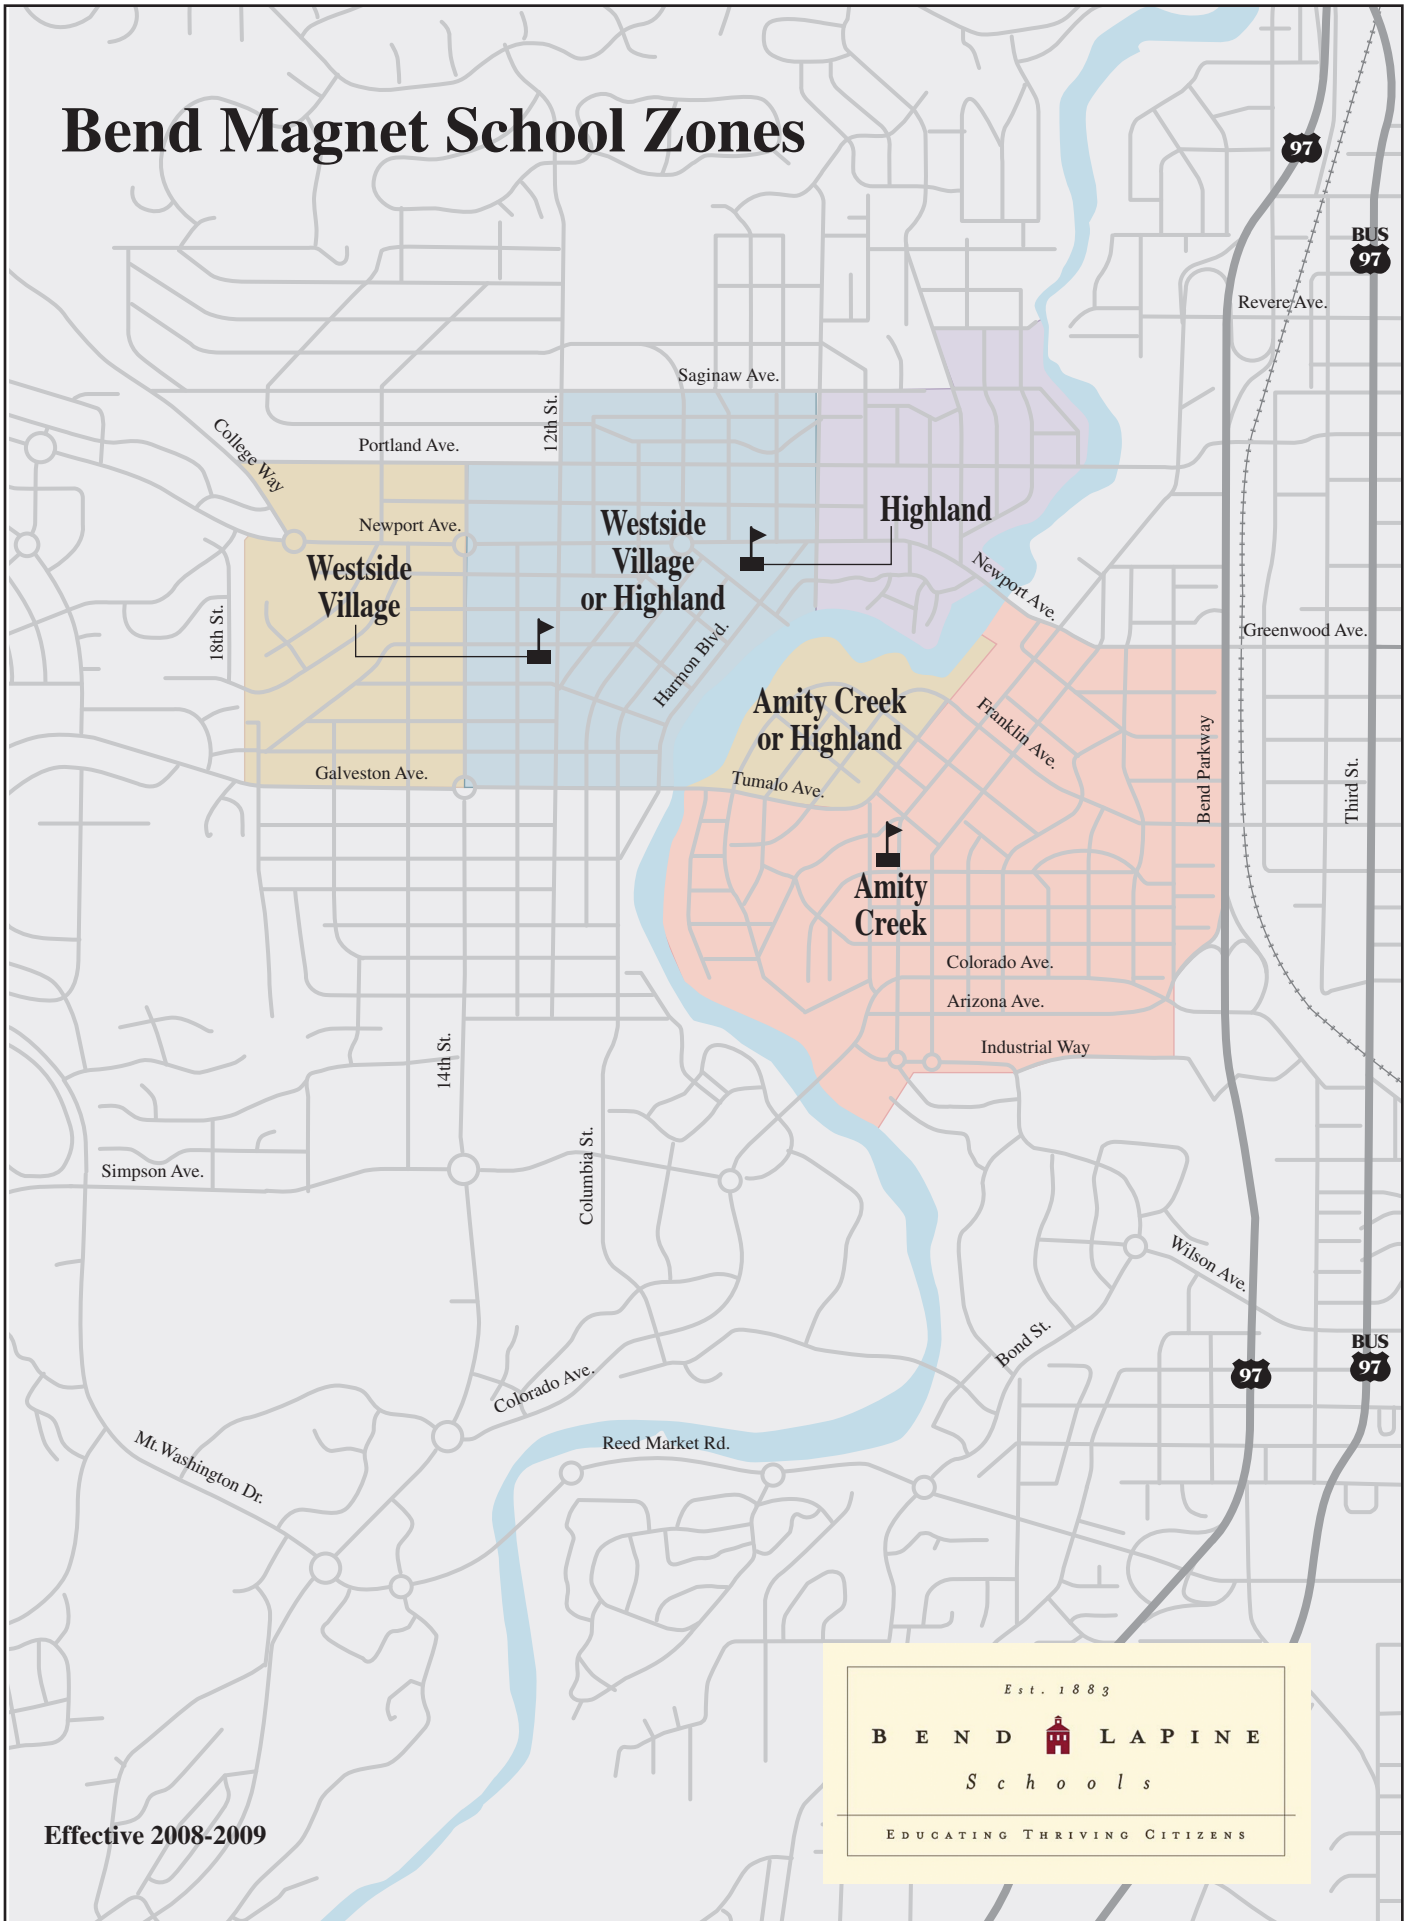 Bend Magnet School Zones
97
BUS
97
Revere Ave.
Saginaw Ave.
12th St.
College Way
Portland Ave.
Newport Ave.
Westside
Village
or Highland
Highland
Westside
Village
Newport Ave.
18th St.
Greenwood Ave.
Harmon Blvd.
Amity Creek
or Highland
Franklin Ave.
Bend Parkway
Third St.
Galveston Ave.
Tumalo Ave.
Amity
Creek
Colorado Ave.
Arizona Ave.
Industrial Way
14th St.
Columbia St.
Simpson Ave.
Wilson Ave.
Bond St.
BUS
97
97
Colorado Ave.
Reed Market Rd.
Mt. Washington Dr.
Est. 1883
BEND LAPINE
Schools
EDUCATING THRIVING CITIZENS
Effective 2008-2009